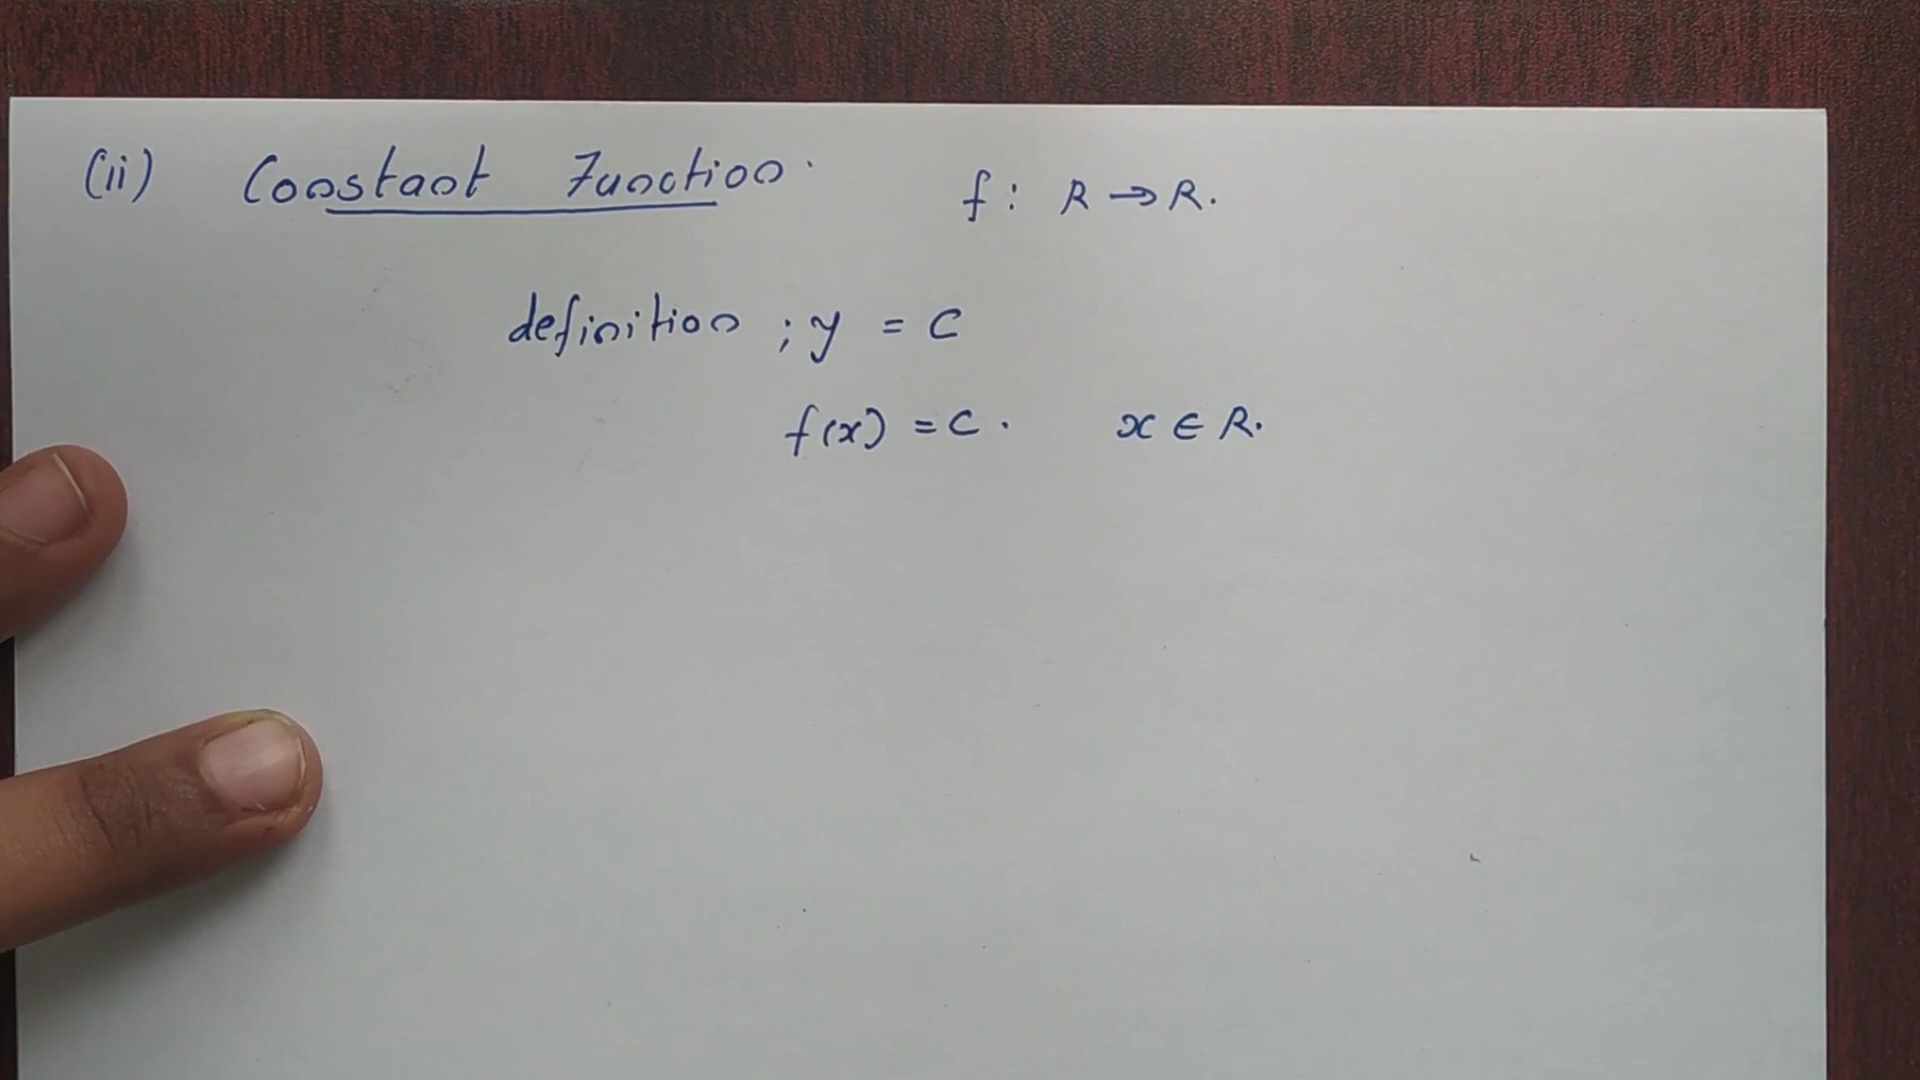 (ii) Constant Function. f: R → R.
definition ; y = C
f(x) = C. x ∈ R.